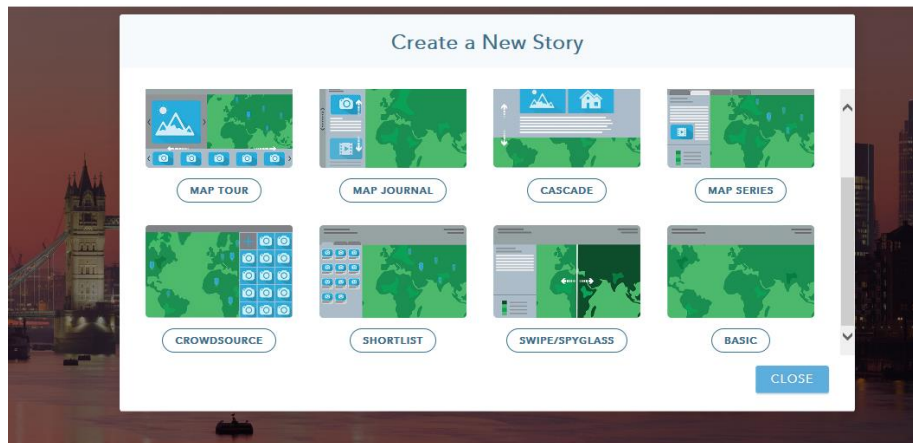 Create a New Story
MAP TOUR
MAP JOURNAL
CASCADE
MAP SERIES
CROWDSOURCE
SHORTLIST
SWIPE/SPYGLASS
BASIC
CLOSE